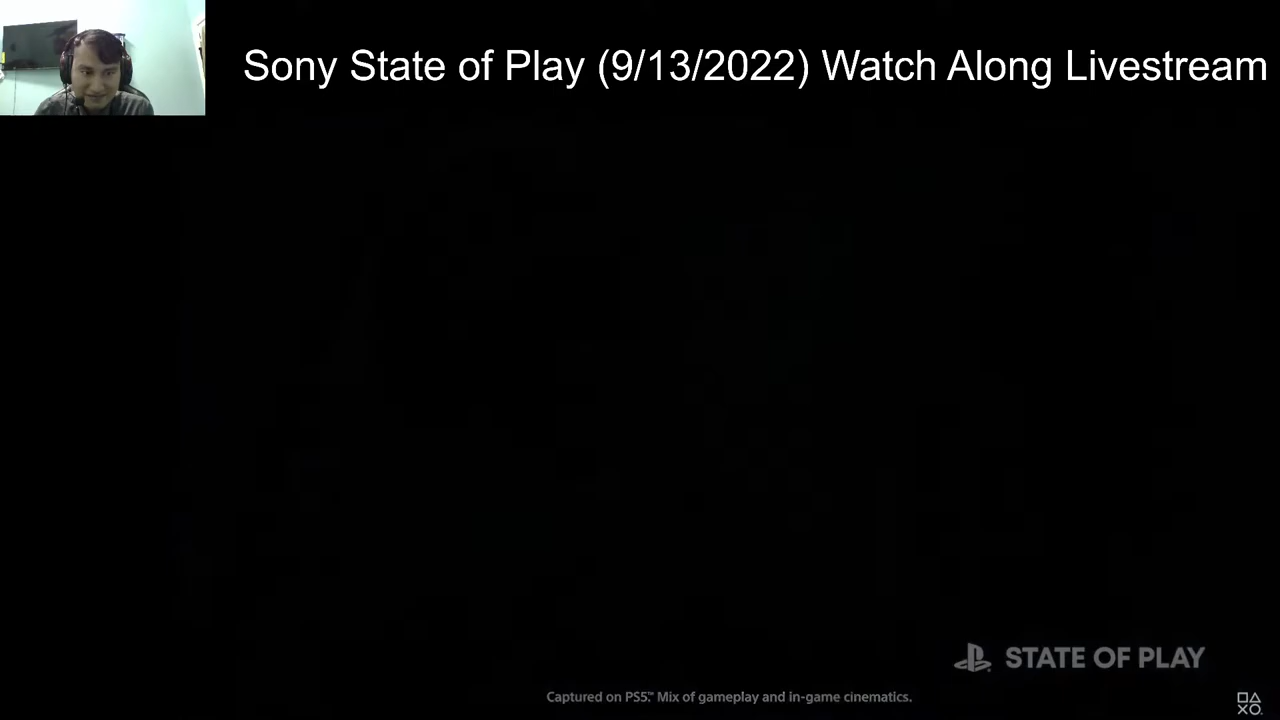 Sony State of Play (9/13/2022) Watch Along Livestream
STATE OF PLAY
Captured on PS5™ Mix of gameplay and in-game cinematics.